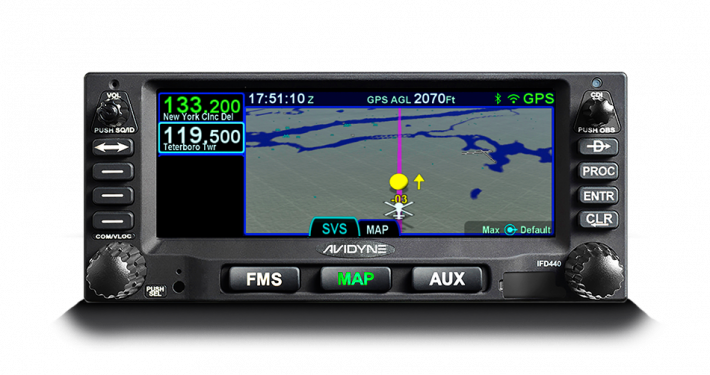 VOL
PUSH SQ/ID
COM/VLOC
PUSH
SEL
133.200
New York Clnc Del
119.500
Teterboro Twr
17:51:10 Z
GPS AGL 2070Ft
GPS
-03
SVS
MAP
Max
Default
AVIDYNE
IFD440
FMS
MAP
AUX
CDI
PUSH OBS
D
PROC
ENTR
CLR